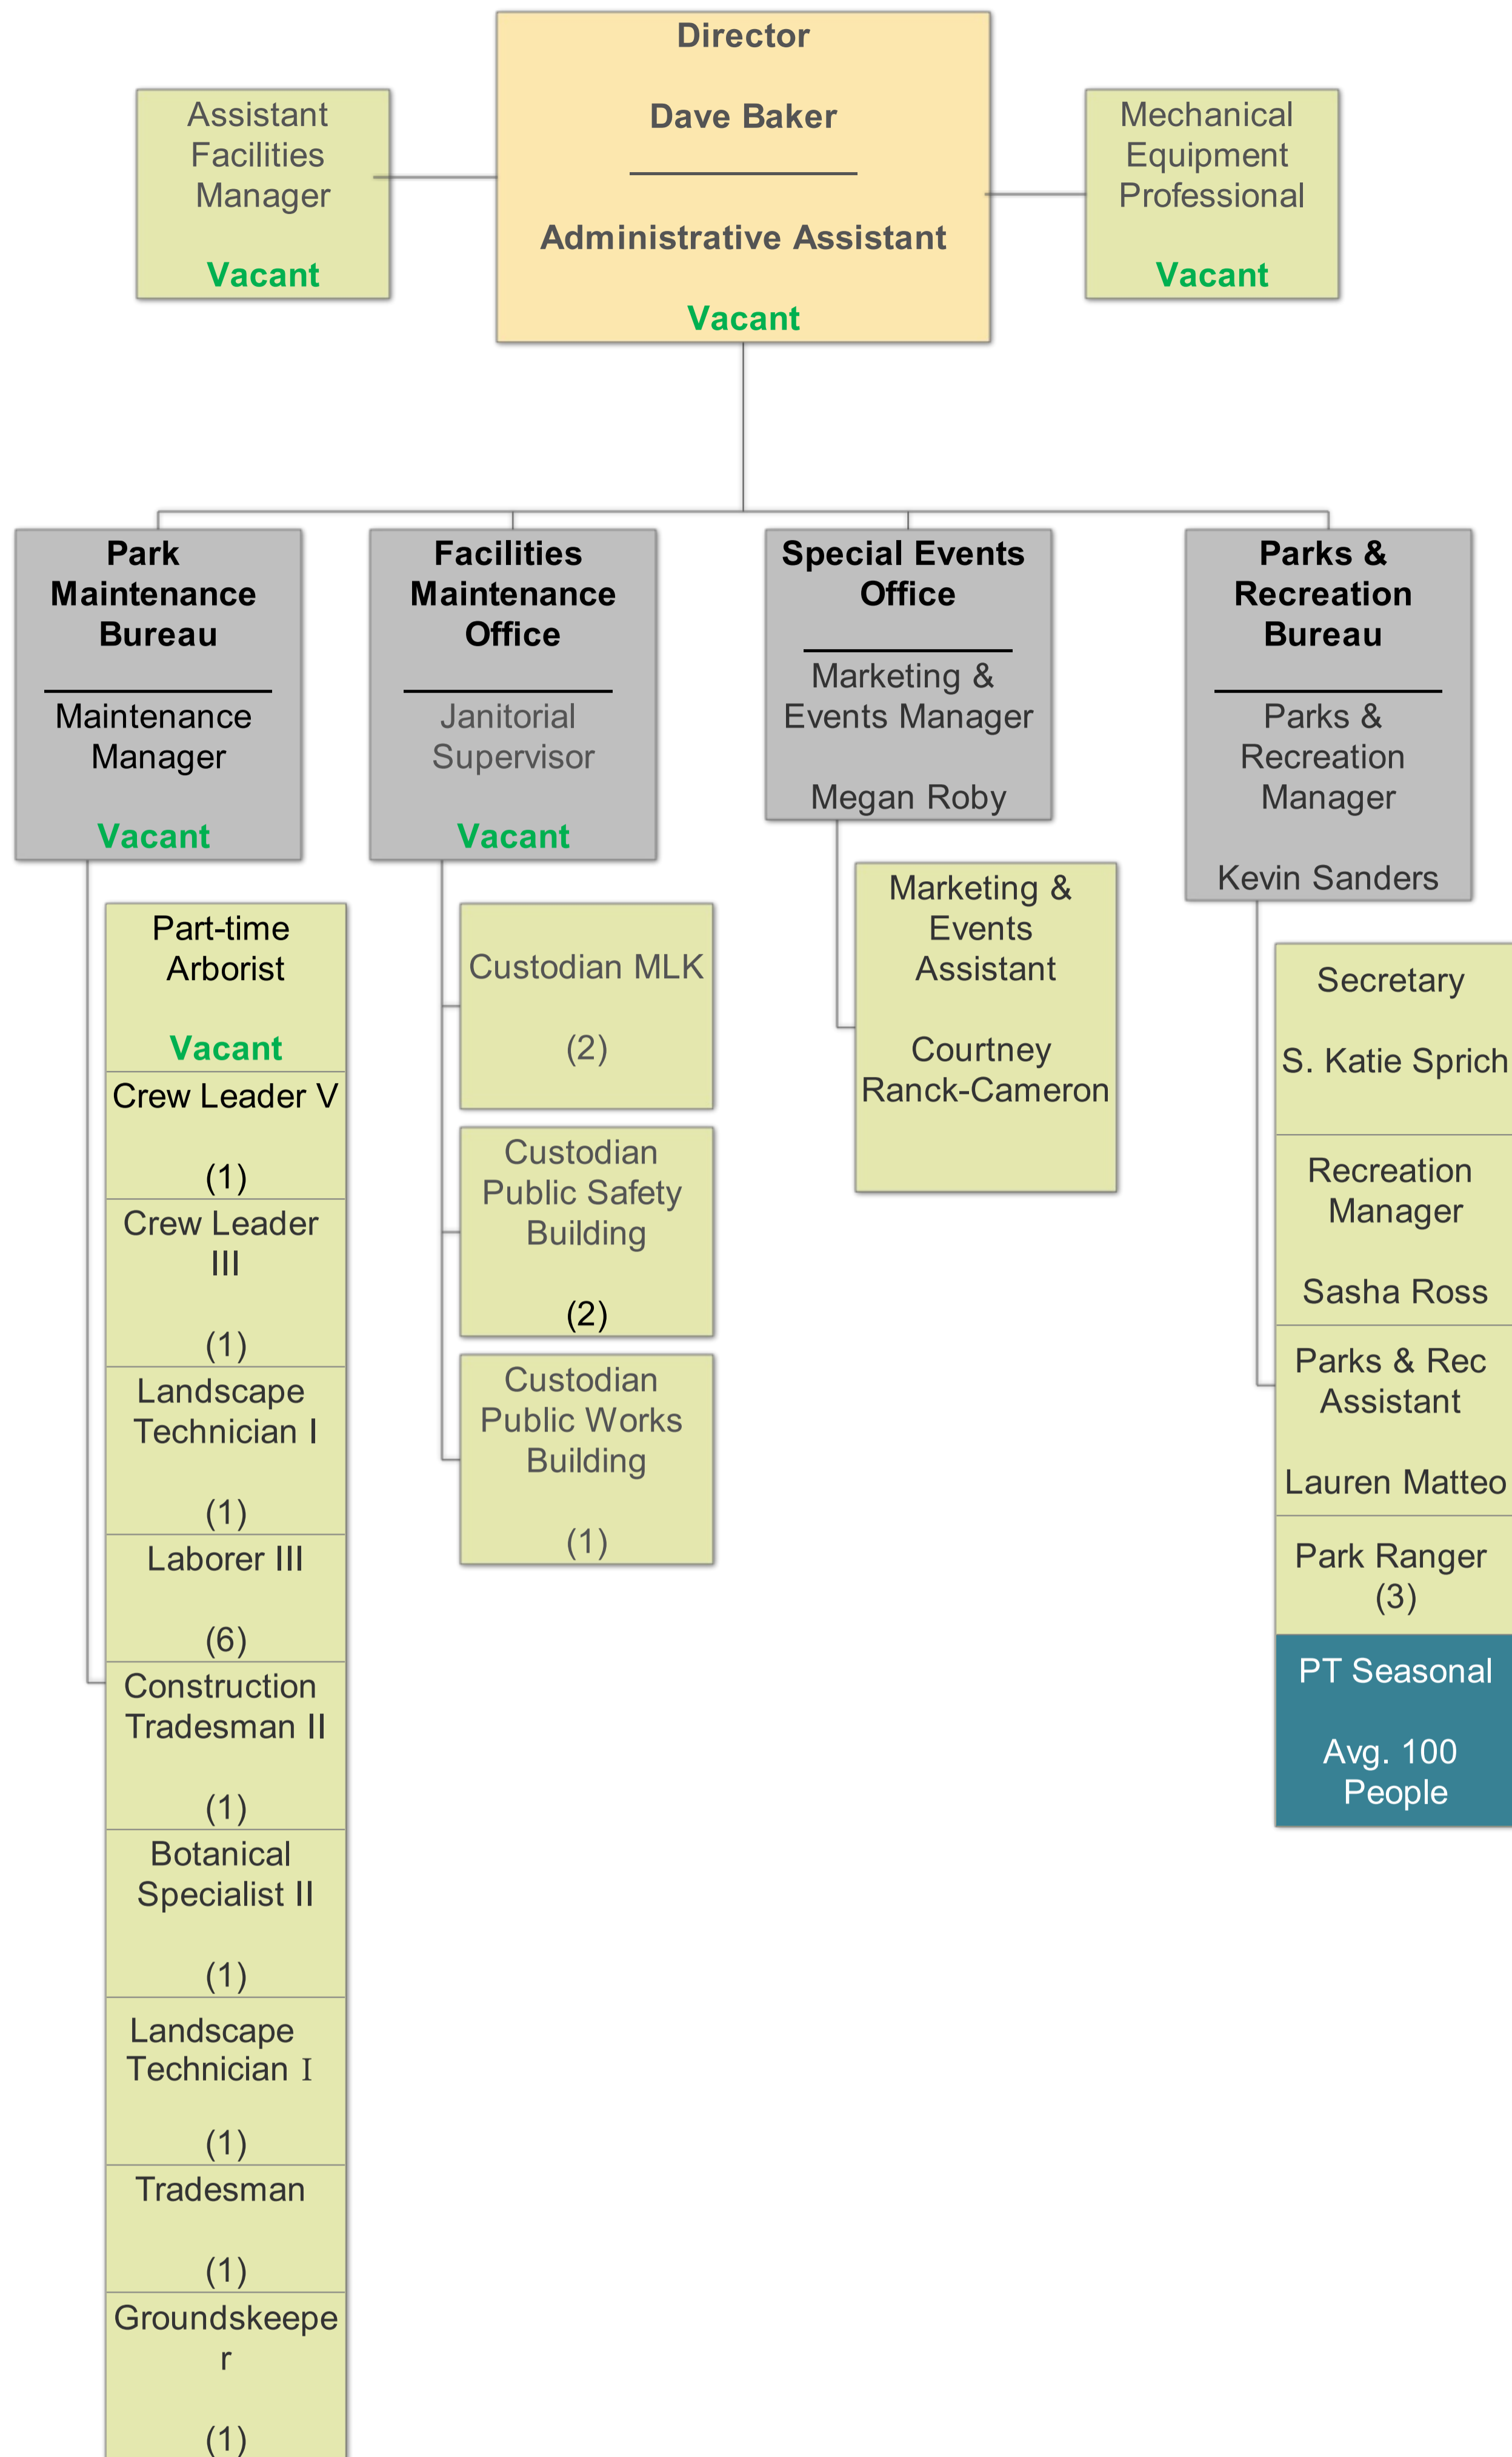 Director
Dave Baker
Administrative Assistant
Vacant
Assistant
Facilities
Manager
Vacant
Mechanical
Equipment
Professional
Vacant
Park
Maintenance
Bureau
Maintenance
Manager
Vacant
Part-time
Arborist
Vacant
Crew Leader V
(1)
Crew Leader
III
(1)
Landscape
Technician I
(1)
Laborer III
(6)
Construction
Tradesman II
(1)
Botanical
Specialist II
(1)
Landscape
Technician I
(1)
Tradesman
(1)
Groundskeepe
r
(1)
Facilities
Maintenance
Office
Janitorial
Supervisor
Vacant
Custodian MLK
(2)
Custodian
Public Safety
Building
(2)
Custodian
Public Works
Building
(1)
Special Events
Office
Marketing &
Events Manager
Megan Roby
Marketing &
Events
Assistant
Courtney
Ranck-Cameron
Parks &
Recreation
Bureau
Parks &
Recreation
Manager
Kevin Sanders
Secretary
S. Katie Sprich
Recreation
Manager
Sasha Ross
Parks & Rec
Assistant
Lauren Matteo
Park Ranger
(3)
PT Seasonal
Avg. 100
People